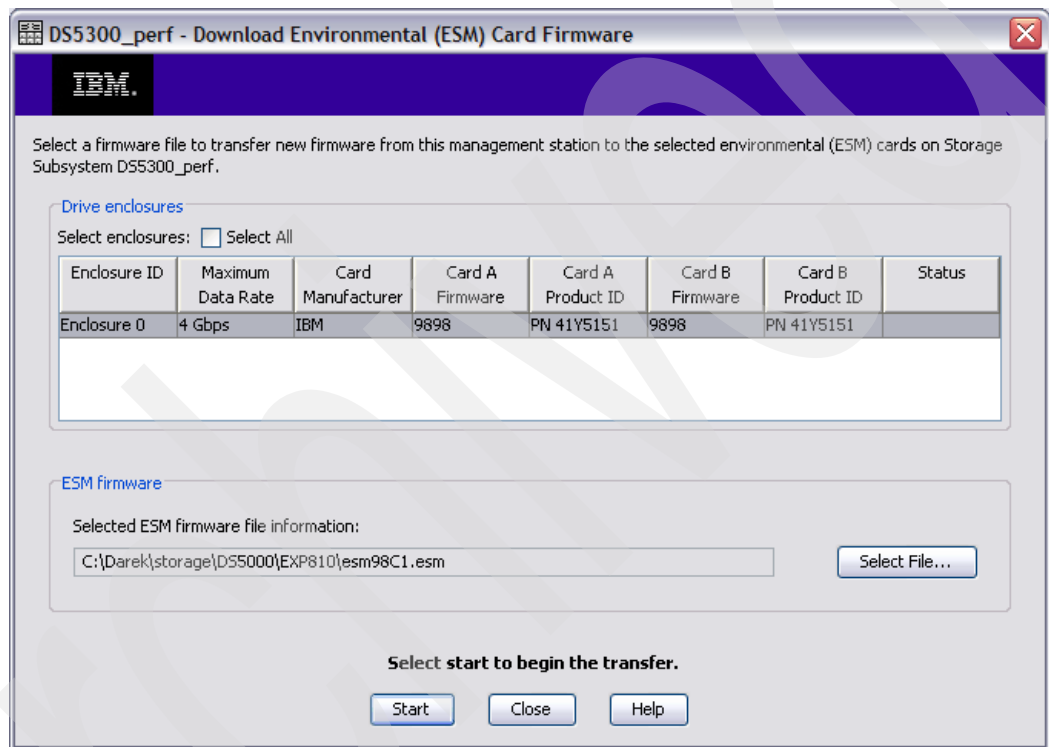 DS5300_perf - Download Environmental (ESM) Card Firmware
IBM.
Select a firmware file to transfer new firmware from this management station to the selected environmental (ESM) cards on Storage
Subsystem DS5300_perf.
Drive enclosures
Select enclosures: Select All
Enclosure ID Maximum Data Rate Card Manufacturer Card A Firmware Card A Product ID Card B Firmware Card B Product ID Status
Enclosure 0 4 Gbps IBM 9898 PN 41Y5151 9898 PN 41Y5151
ESM firmware
Selected ESM firmware file information:
C:\Darek\storage\DS5000\EXP810\esm98C1.esm Select File...
Select start to begin the transfer.
Start Close Help